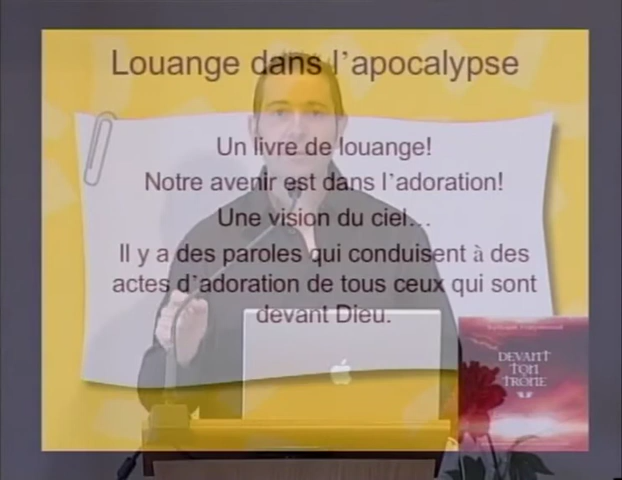 Louange dans l'apocalypse
Un livre de louange!
Notre avenir est dans l'adoration!
Une vision du ciel...
Il y a des paroles qui conduisent à des
actes d'adoration de tous ceux qui sont
devant Dieu.
DEVANT
TON
TRONE